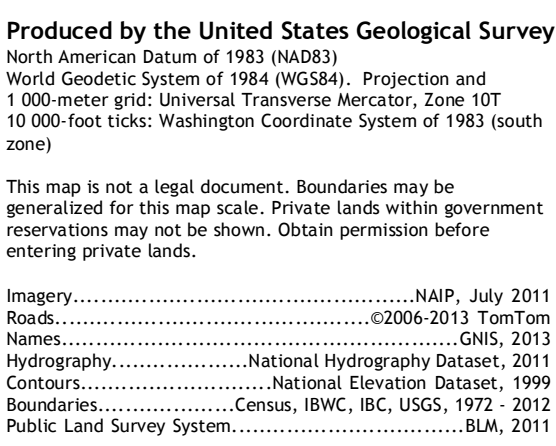 Produced by the United States Geological Survey
North American Datum of 1983 (NAD83)
World Geodetic System of 1984 (WGS84).  Projection and
1 000-meter grid: Universal Transverse Mercator, Zone 10T
10 000-foot ticks: Washington Coordinate System of 1983 (south
zone)
This map is not a legal document. Boundaries may be
generalized for this map scale. Private lands within government
reservations may not be shown. Obtain permission before
entering private lands.
Imagery..............................................NAIP, July 2011
Roads..........................................©2006-2013 TomTom
Names.....................................................GNIS, 2013
Hydrography..................National Hydrography Dataset, 2011
Contours.........................National Elevation Dataset, 1999
Boundaries..................Census, IBWC, IBC, USGS, 1972 - 2012
Public Land Survey System...............................BLM, 2011